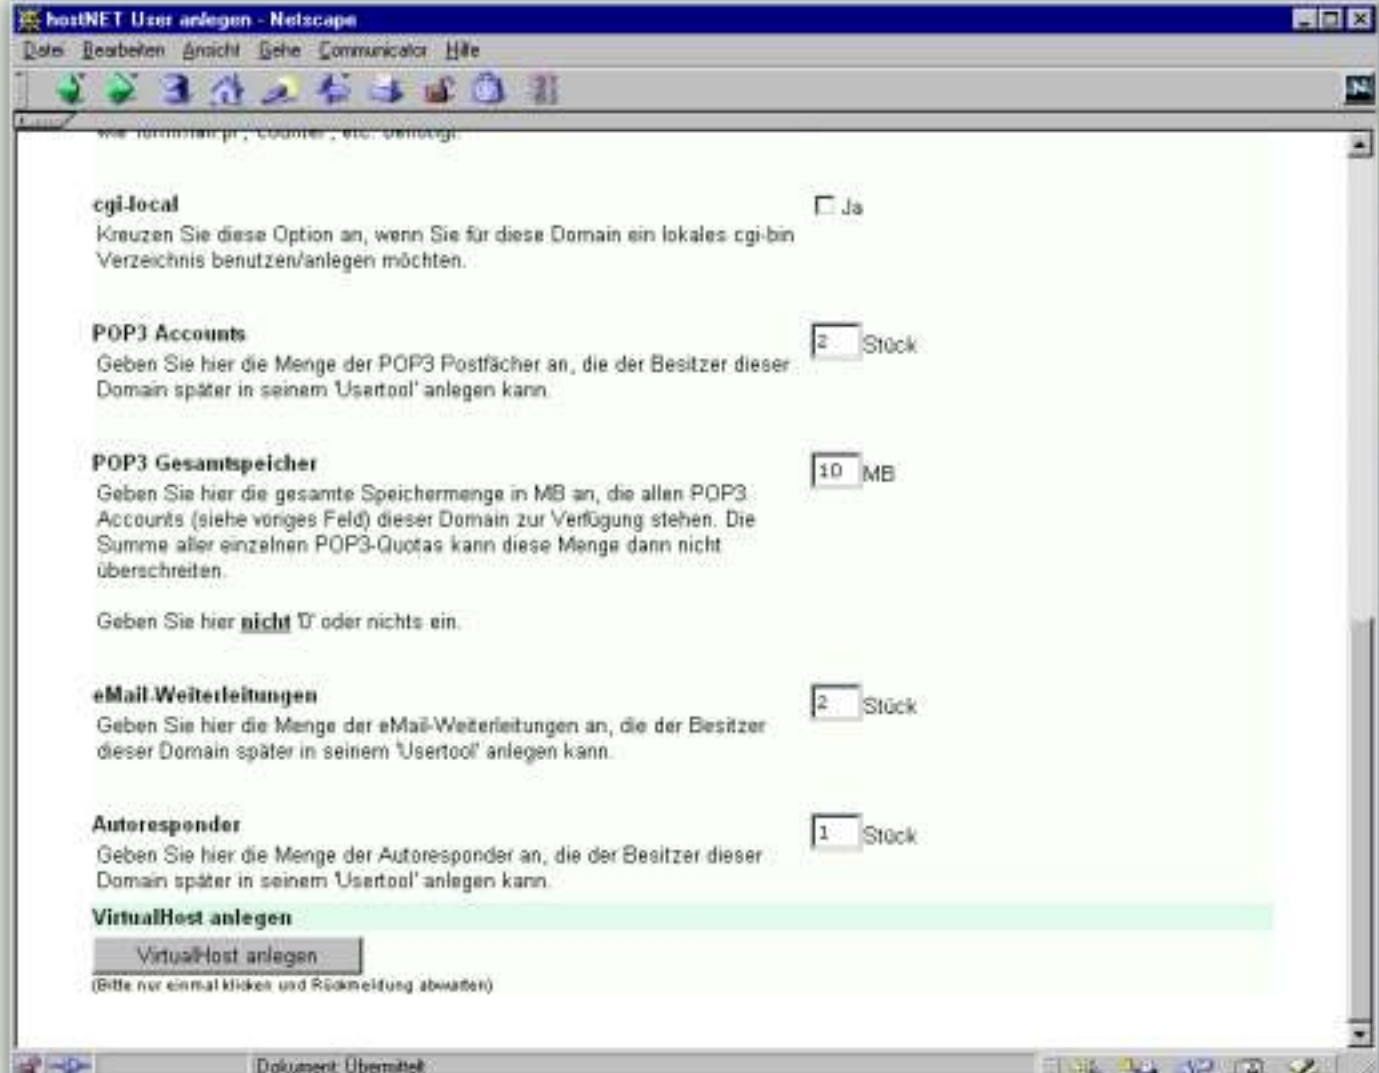 hostNET User anlegen - Netscape
Datei Bearbeiten Ansicht Gehe Communicator Hilfe
wie 'formmail.pl', 'counter', etc. benötigt.
cgi-local
Ja
Kreuzen Sie diese Option an, wenn Sie für diese Domain ein lokales cgi-bin
Verzeichnis benutzen/anlegen möchten.
POP3 Accounts
2 Stück
Geben Sie hier die Menge der POP3 Postfächer an, die der Besitzer dieser
Domain später in seinem 'Usertool' anlegen kann.
POP3 Gesamtspeicher
10 MB
Geben Sie hier die gesamte Speichermenge in MB an, die allen POP3
Accounts (siehe voriges Feld) dieser Domain zur Verfügung stehen. Die
Summe aller einzelnen POP3-Quotas kann diese Menge dann nicht
überschreiten.
Geben Sie hier nicht '0' oder nichts ein.
eMail-Weiterleitungen
2 Stück
Geben Sie hier die Menge der eMail-Weiterleitungen an, die der Besitzer
dieser Domain später in seinem 'Usertool' anlegen kann.
Autoresponder
1 Stück
Geben Sie hier die Menge der Autoresponder an, die der Besitzer dieser
Domain später in seinem 'Usertool' anlegen kann.
VirtualHost anlegen
VirtualHost anlegen
(Bitte nur einmal klicken und Rückmeldung abwarten)
Dokument: Übermittelt